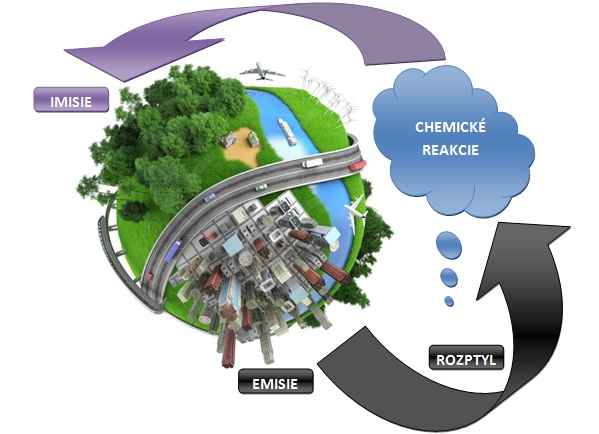 IMISIE
CHEMICKÉ
REAKCIE
ROZPTYL
EMISIE